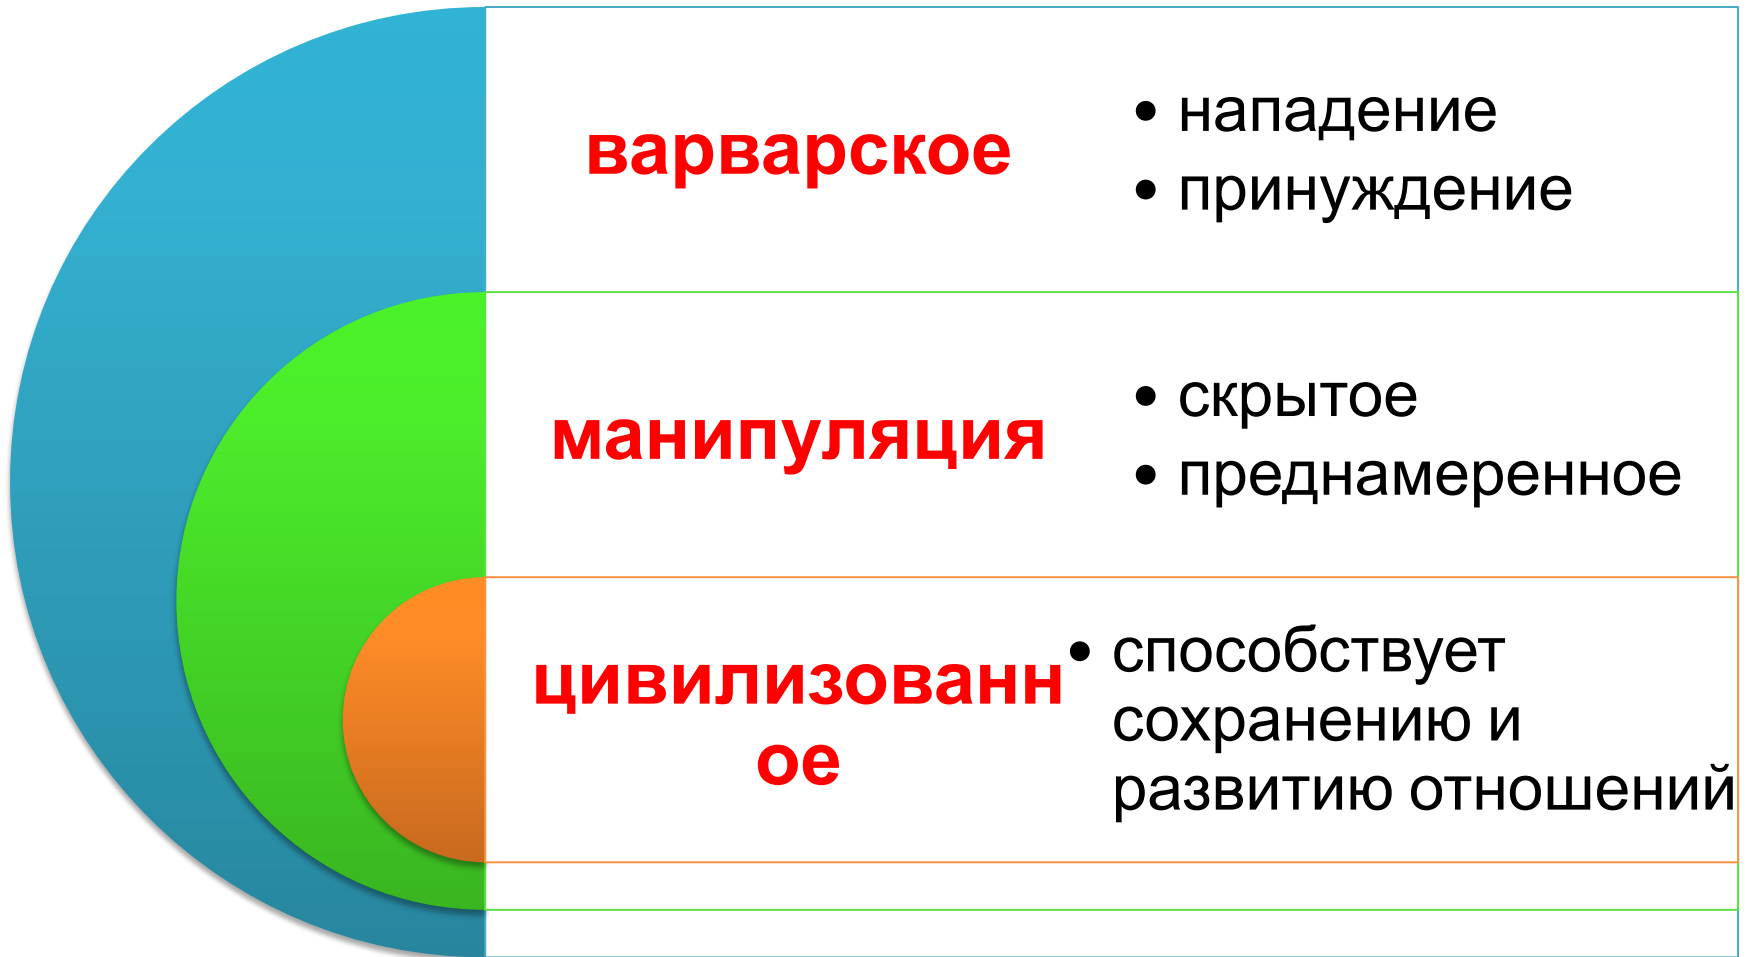 варварское
• нападение
• принуждение
манипуляция
• скрытое
• преднамеренное
цивилизованн
ое
• способствует
сохранению и
развитию отношений